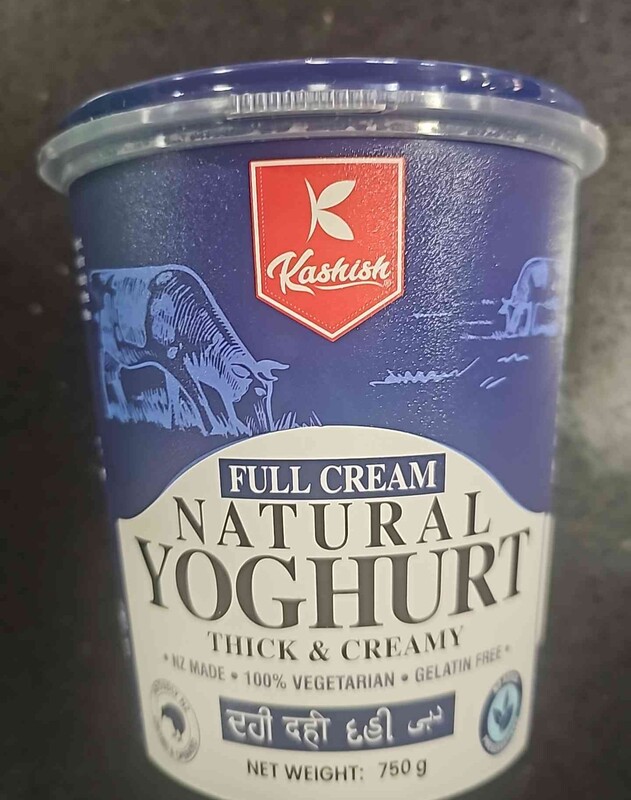 Kashish
FULL CREAM
NATURAL
YOGHURT
THICK & CREAMY
• NZ MADE • 100% VEGETARIAN • GELATIN FREE •
ਦਹੀ दही દહી
NET WEIGHT: 750 g